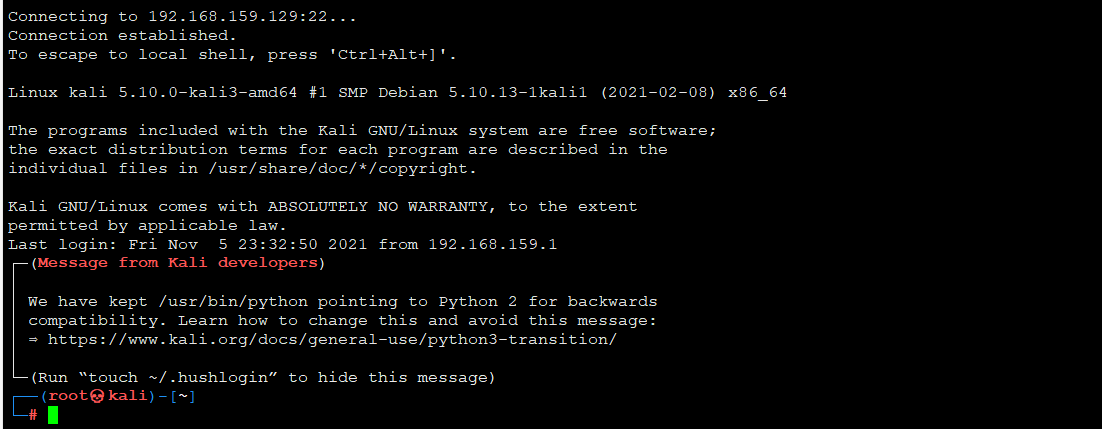 Connecting to 192.168.159.129:22...
Connection established.
To escape to local shell, press 'Ctrl+Alt+]'.
Linux kali 5.10.0-kali3-amd64 #1 SMP Debian 5.10.13-1kali1 (2021-02-08) x86_64
The programs included with the Kali GNU/Linux system are free software;
the exact distribution terms for each program are described in the
individual files in /usr/share/doc/*/copyright.
Kali GNU/Linux comes with ABSOLUTELY NO WARRANTY, to the extent
permitted by applicable law.
Last login: Fri Nov  5 23:32:50 2021 from 192.168.159.1
┌─(Message from Kali developers)
We have kept /usr/bin/python pointing to Python 2 for backwards
compatibility. Learn how to change this and avoid this message:
⇒ https://www.kali.org/docs/general-use/python3-transition/
└─(Run “touch ~/.hushlogin” to hide this message)
┌──(root💀kali)-[~]
└─#